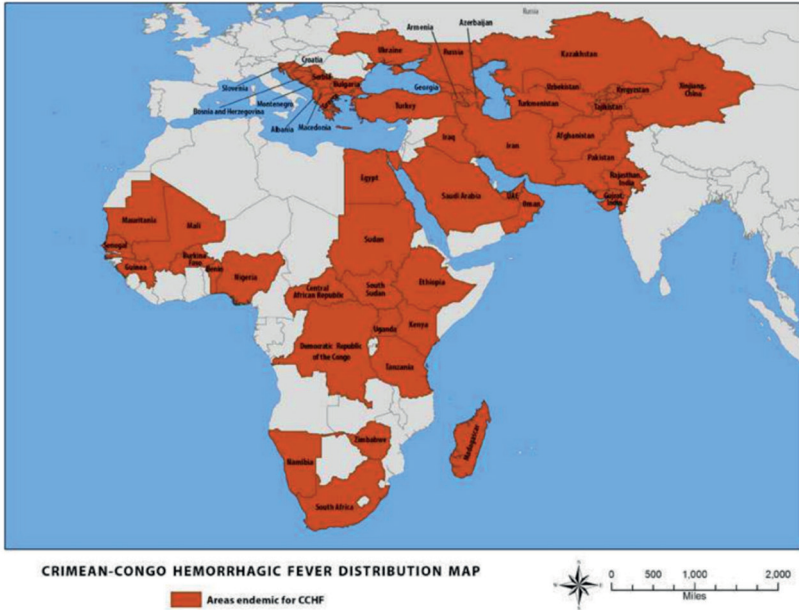 Russia
Armenia
Azerbaijan
Ukraine
Russia
Kazakhstan
Croatia
Slovenia
Serbia
Bulgaria
Bosnia and Herzegovina
Montenegro
Albania
Macedonia
Georgia
Turkey
Uzbekistan
Kyrgyzstan
Turkmenistan
Tajikistan
Xinjiang,
China
Iraq
Iran
Afghanistan
Pakistan
Rajasthan,
India
Egypt
Saudi Arabia
UAE
Oman
Mauritania
Mali
Senegal
Guinea
Burkina
Faso
Benin
Nigeria
Sudan
Central
African Republic
South
Sudan
Ethiopia
Uganda
Kenya
Democratic Republic
of the Congo
Tanzania
Zimbabwe
Namibia
Madagascar
South Africa
CRIMEAN-CONGO HEMORRHAGIC FEVER DISTRIBUTION MAP
Areas endemic for CCHF
0 500 1,000 2,000
Miles